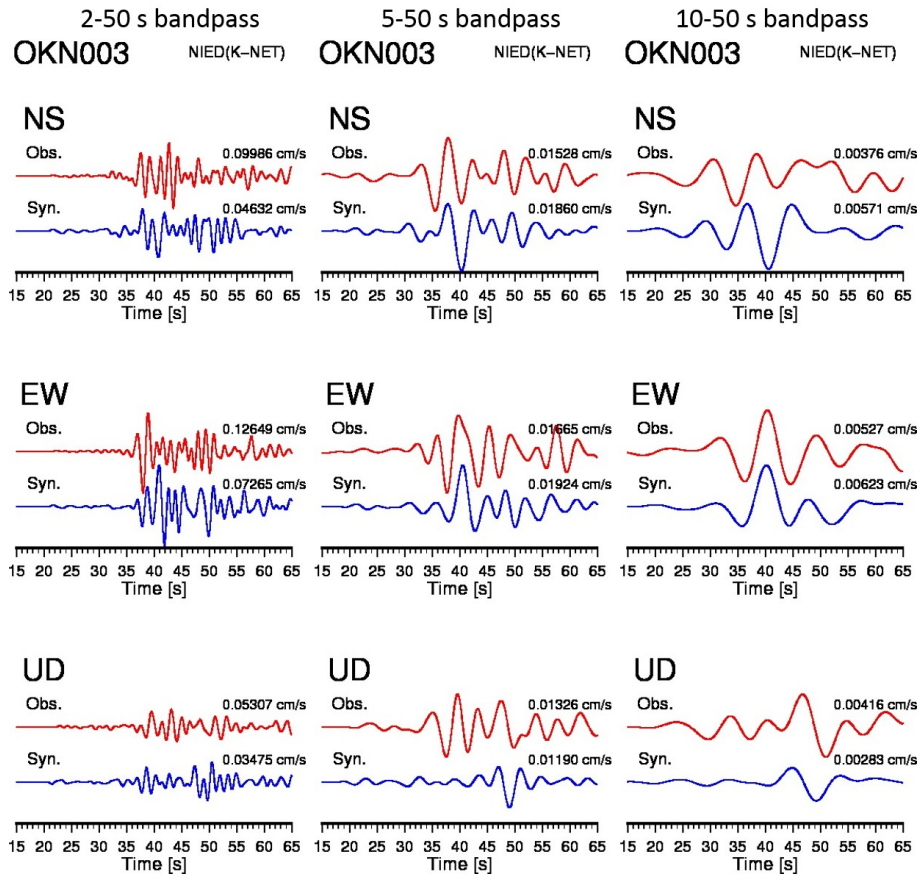 2-50 s bandpass 5-50 s bandpass 10-50 s bandpass
OKN003 NIED(K-NET) OKN003 NIED(K-NET) OKN003 NIED(K-NET)
NS NS NS
Obs. 0.09986 cm/s Obs. 0.01528 cm/s Obs. 0.00376 cm/s
Syn. 0.04632 cm/s Syn. 0.01860 cm/s Syn. 0.00571 cm/s
15 20 25 30 35 40 45 50 55 60 65 15 20 25 30 35 40 45 50 55 60 65 15 20 25 30 35 40 45 50 55 60 65
Time [s] Time [s] Time [s]
EW EW EW
Obs. 0.12649 cm/s Obs. 0.01665 cm/s Obs. 0.00527 cm/s
Syn. 0.07265 cm/s Syn. 0.01924 cm/s Syn. 0.00623 cm/s
15 20 25 30 35 40 45 50 55 60 65 15 20 25 30 35 40 45 50 55 60 65 15 20 25 30 35 40 45 50 55 60 65
Time [s] Time [s] Time [s]
UD UD UD
Obs. 0.05307 cm/s Obs. 0.01326 cm/s Obs. 0.00416 cm/s
Syn. 0.03475 cm/s Syn. 0.01190 cm/s Syn. 0.00283 cm/s
15 20 25 30 35 40 45 50 55 60 65 15 20 25 30 35 40 45 50 55 60 65 15 20 25 30 35 40 45 50 55 60 65
Time [s] Time [s] Time [s]